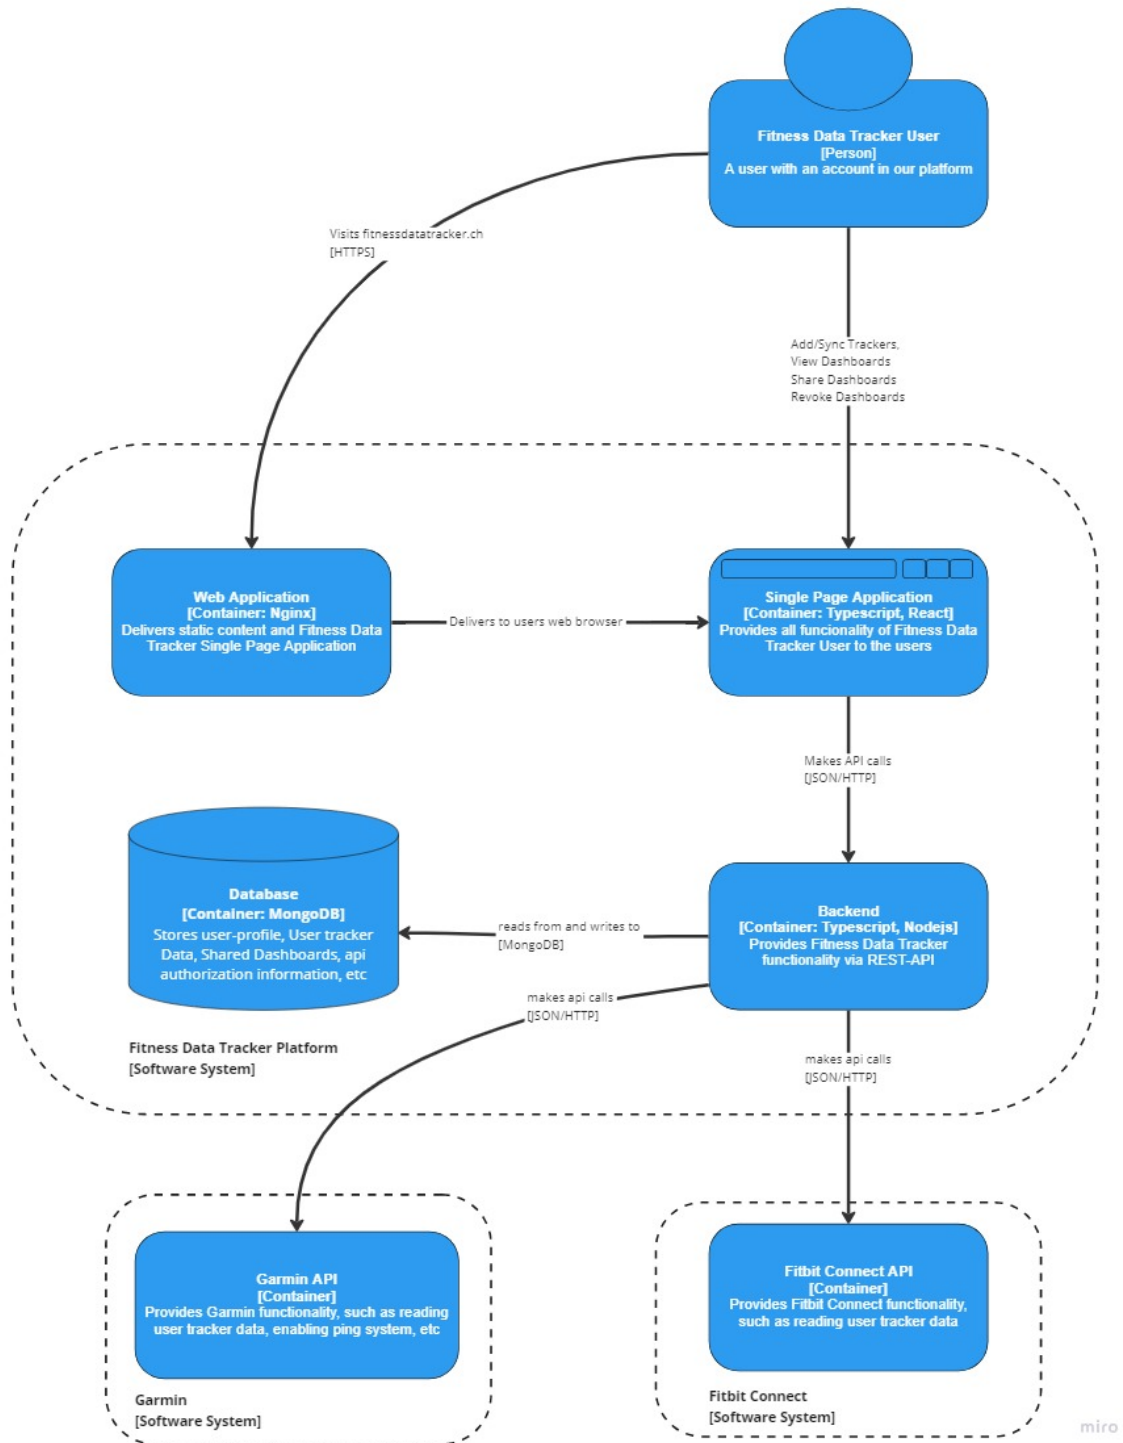 Fitness Data Tracker User
[Person]
A user with an account in our platform
Visits fitnessdatatracker.ch
[HTTPS]
Add/Sync Trackers,
View Dashboards
Share Dashboards
Revoke Dashboards
Web Application
[Container: Nginx]
Delivers static content and Fitness Data
Tracker Single Page Application
Delivers to users web browser
Single Page Application
[Container: Typescript, React]
Provides all funcionality of Fitness Data
Tracker User to the users
Makes API calls
[JSON/HTTP]
Database
[Container: MongoDB]
Stores user-profile, User tracker
Data, Shared Dashboards, api
authorization information, etc
reads from and writes to
[MongoDB]
Backend
[Container: Typescript, Nodejs]
Provides Fitness Data Tracker
functionality via REST-API
makes api calls
[JSON/HTTP]
Fitness Data Tracker Platform
[Software System]
makes api calls
[JSON/HTTP]
Garmin API
[Container]
Provides Garmin functionality, such as reading
user tracker data, enabling ping system, etc
Garmin
[Software System]
Fitbit Connect API
[Container]
Provides Fitbit Connect functionality,
such as reading user tracker data
Fitbit Connect
[Software System]
miro